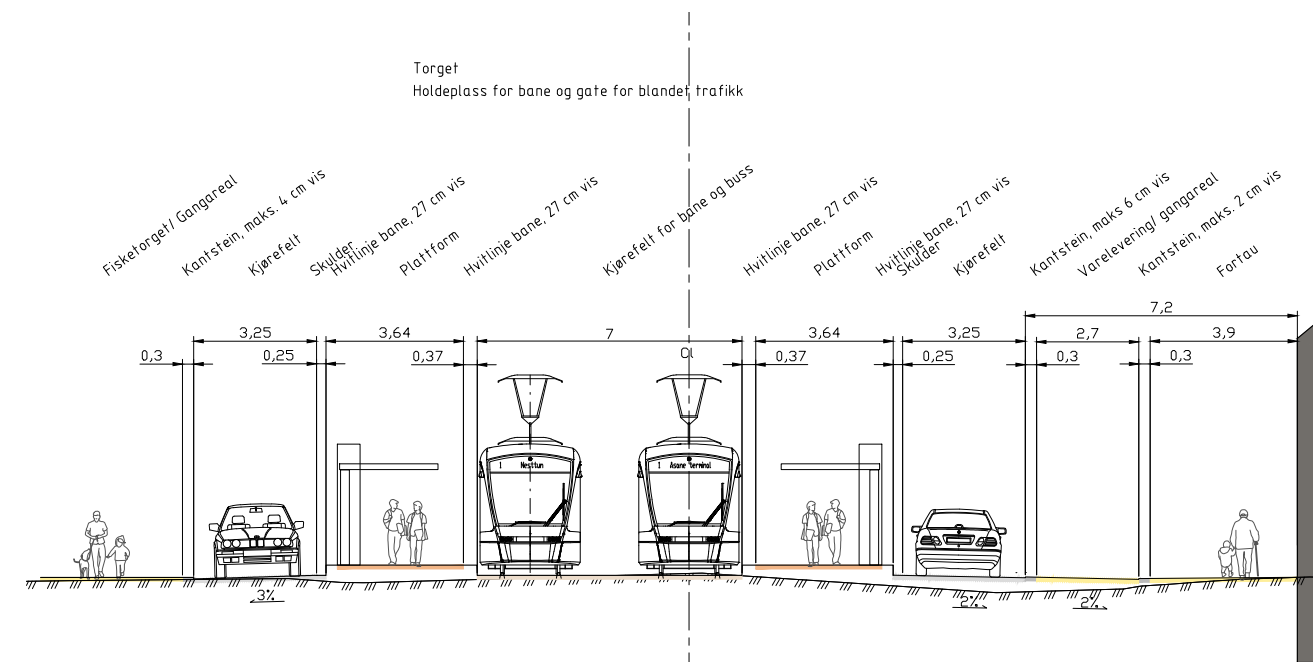 Torget
Holdeplass for bane og gate for blandet trafikk
Fisketorget/ Gangareal
Kantstein, maks. 4 cm vis
Kjørefelt
Skulder
Hvitlinje bane, 27 cm vis
Plattform
Hvitlinje bane, 27 cm vis
Kjørefelt for bane og buss
Hvitlinje bane, 27 cm vis
Plattform
Hvitlinje bane, 27 cm vis
Skulder
Kjørefelt
Kantstein, maks 6 cm vis
Varelevering/ gangareal
Kantstein, maks. 2 cm vis
Fortau
7,2
3,25
3,64
7
3,64
3,25
2,7
3,9
0,3
0,25
0,37
Cl
0,37
0,25
0,3
0,3
1 Nesttun
1 Åsane terminal
3%
2%
2%